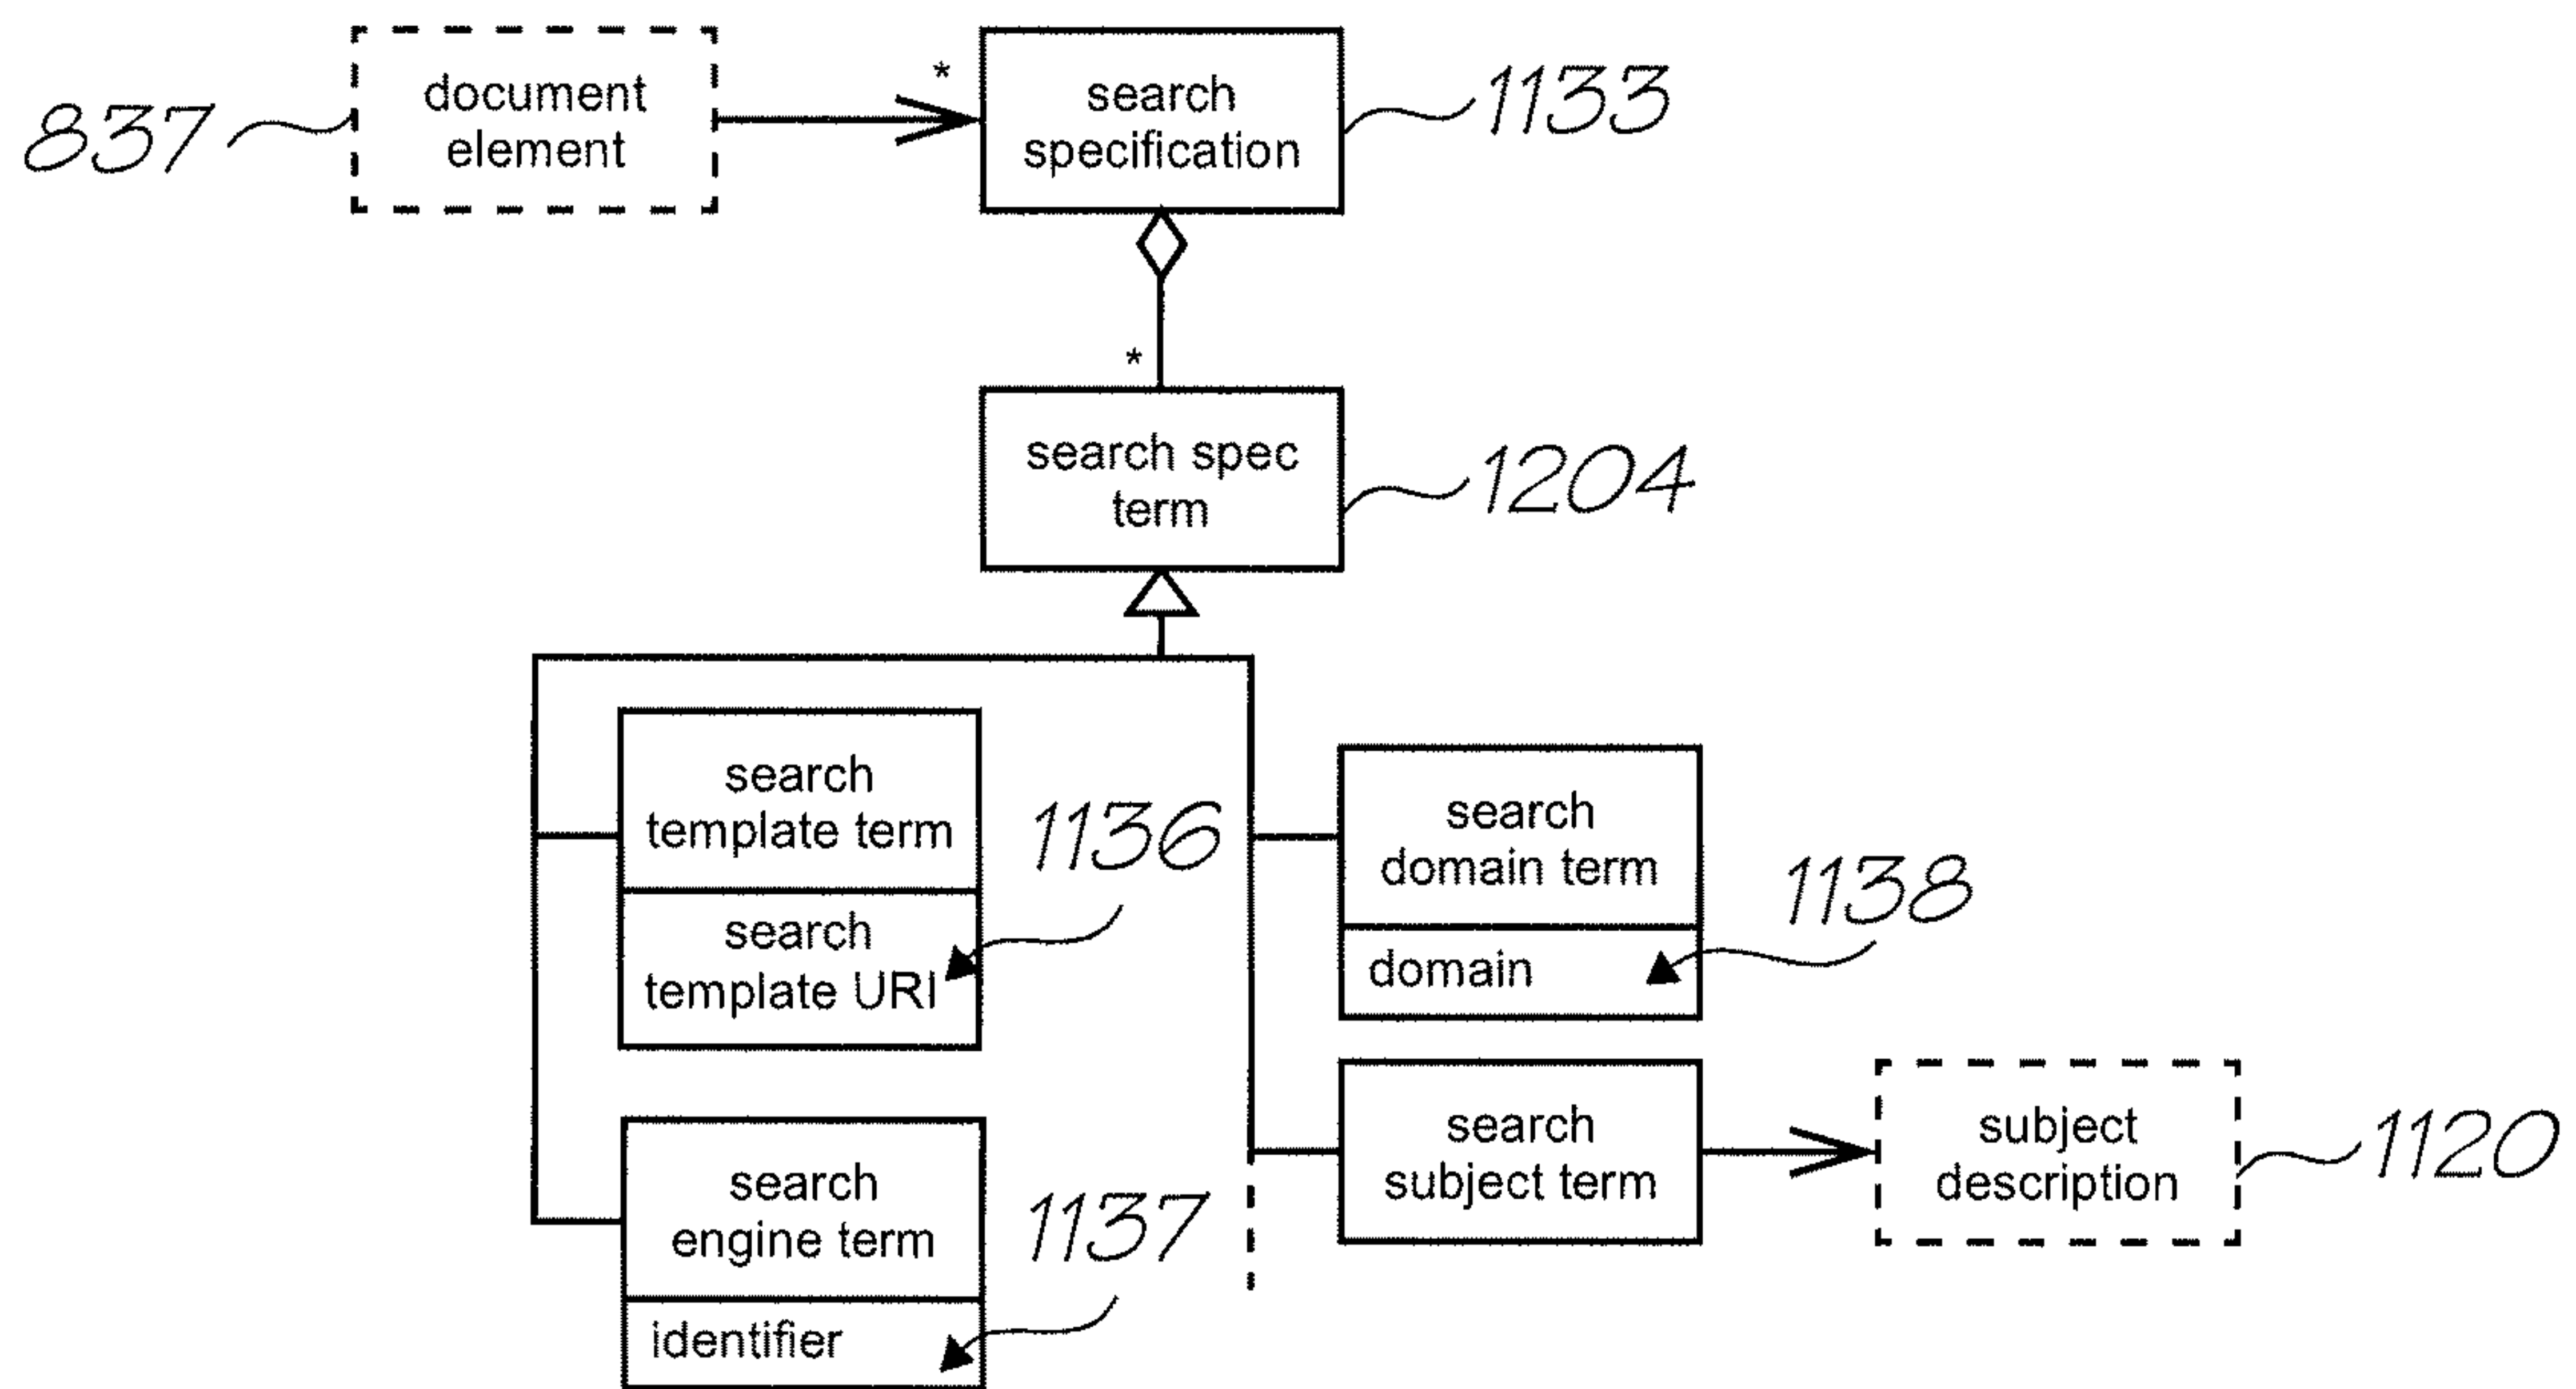 837
document
element
*
search
specification
1133
*
search spec
term
1204
search
template term
search
template URI
1136
search
domain term
domain
1138
search
engine term
identifier
1137
search
subject term
subject
description
1120